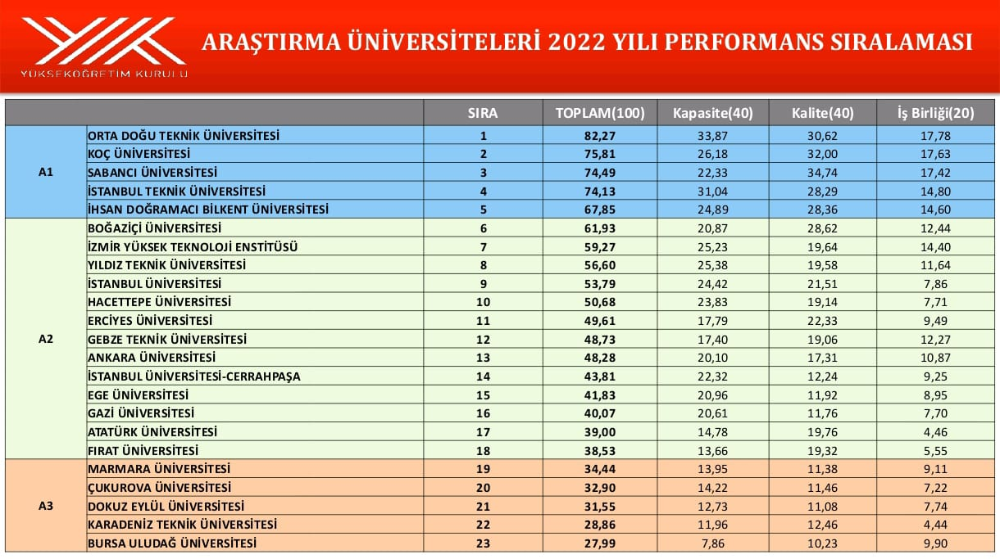 YÜKSEKÖĞRETİM KURULU
ARAŞTIRMA ÜNİVERSİTELERİ 2022 YILI PERFORMANS SIRALAMASI
SIRA TOPLAM(100) Kapasite(40) Kalite(40) İş Birliği(20)
A1
ORTA DOĞU TEKNİK ÜNİVERSİTESİ 1 82,27 33,87 30,62 17,78
KOÇ ÜNİVERSİTESİ 2 75,81 26,18 32,00 17,63
SABANCI ÜNİVERSİTESİ 3 74,49 22,33 34,74 17,42
İSTANBUL TEKNİK ÜNİVERSİTESİ 4 74,13 31,04 28,29 14,80
İHSAN DOĞRAMACI BİLKENT ÜNİVERSİTESİ 5 67,85 24,89 28,36 14,60
A2
BOĞAZİÇİ ÜNİVERSİTESİ 6 61,93 20,87 28,62 12,44
İZMİR YÜKSEK TEKNOLOJİ ENSTİTÜSÜ 7 59,27 25,23 19,64 14,40
YILDIZ TEKNİK ÜNİVERSİTESİ 8 56,60 25,38 19,58 11,64
İSTANBUL ÜNİVERSİTESİ 9 53,79 24,42 21,51 7,86
HACETTEPE ÜNİVERSİTESİ 10 50,68 23,83 19,14 7,71
ERCİYES ÜNİVERSİTESİ 11 49,61 17,79 22,33 9,49
GEBZE TEKNİK ÜNİVERSİTESİ 12 48,73 17,40 19,06 12,27
ANKARA ÜNİVERSİTESİ 13 48,28 20,10 17,31 10,87
İSTANBUL ÜNİVERSİTESİ-CERRAHPAŞA 14 43,81 22,32 12,24 9,25
EGE ÜNİVERSİTESİ 15 41,83 20,96 11,92 8,95
GAZİ ÜNİVERSİTESİ 16 40,07 20,61 11,76 7,70
ATATÜRK ÜNİVERSİTESİ 17 39,00 14,78 19,76 4,46
FIRAT ÜNİVERSİTESİ 18 38,53 13,66 19,32 5,55
A3
MARMARA ÜNİVERSİTESİ 19 34,44 13,95 11,38 9,11
ÇUKUROVA ÜNİVERSİTESİ 20 32,90 14,22 11,46 7,22
DOKUZ EYLÜL ÜNİVERSİTESİ 21 31,55 12,73 11,08 7,74
KARADENİZ TEKNİK ÜNİVERSİTESİ 22 28,86 11,96 12,46 4,44
BURSA ULUDAĞ ÜNİVERSİTESİ 23 27,99 7,86 10,23 9,90